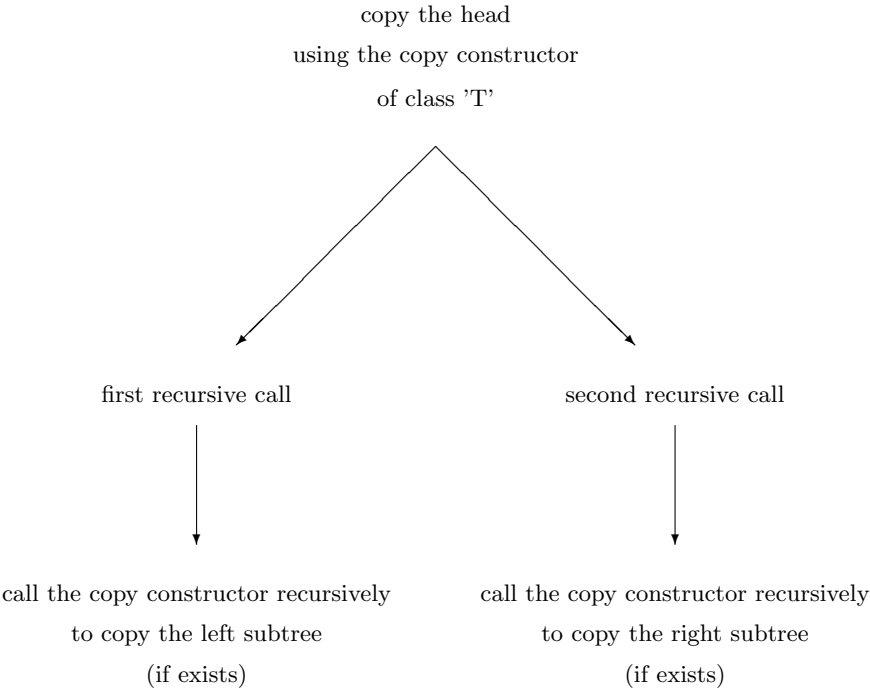 copy the head
using the copy constructor
of class 'T'
first recursive call
second recursive call
call the copy constructor recursively
to copy the left subtree
(if exists)
call the copy constructor recursively
to copy the right subtree
(if exists)